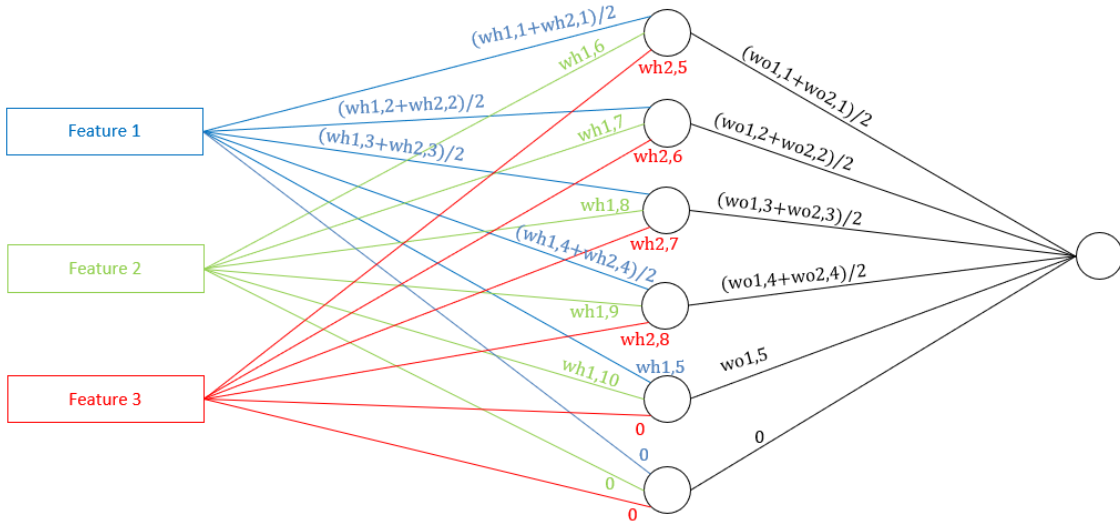 (wh1,1+wh2,1)/2
wh1,6
wh2,5
(wo1,1+wo2,1)/2
Feature 1
(wh1,2+wh2,2)/2
wh1,7
wh2,6
(wo1,2+wo2,2)/2
(wh1,3+wh2,3)/2
wh1,8
wh2,7
(wo1,3+wo2,3)/2
Feature 2
(wh1,4+wh2,4)/2
wh1,9
wh2,8
(wo1,4+wo2,4)/2
wh1,5
wh1,10
wo1,5
Feature 3
0
0
0
0
0